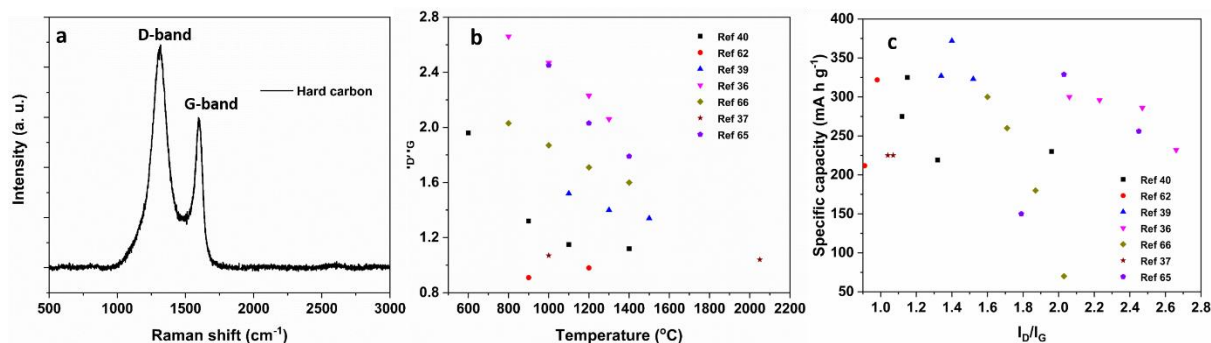 a
D-band
G-band
Hard carbon
Intensity (a. u.)
500 1000 1500 2000 2500 3000
Raman shift (cm-1)
b
Ref 40
Ref 62
Ref 39
Ref 36
Ref 66
Ref 37
Ref 65
2.8
2.4
2.0
1.6
1.2
0.8
600 800 1000 1200 1400 1600 1800 2000 2200
Temperature (oC)
c
Specific capacity (mA h g-1)
400
350
300
250
200
150
100
50
Ref 40
Ref 62
Ref 39
Ref 36
Ref 66
Ref 37
Ref 65
1.0 1.2 1.4 1.6 1.8 2.0 2.2 2.4 2.6 2.8
ID/IG